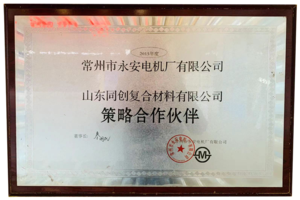 常州市永安电机厂有限公司
山东同创复合材料有限公司
策略合作伙伴